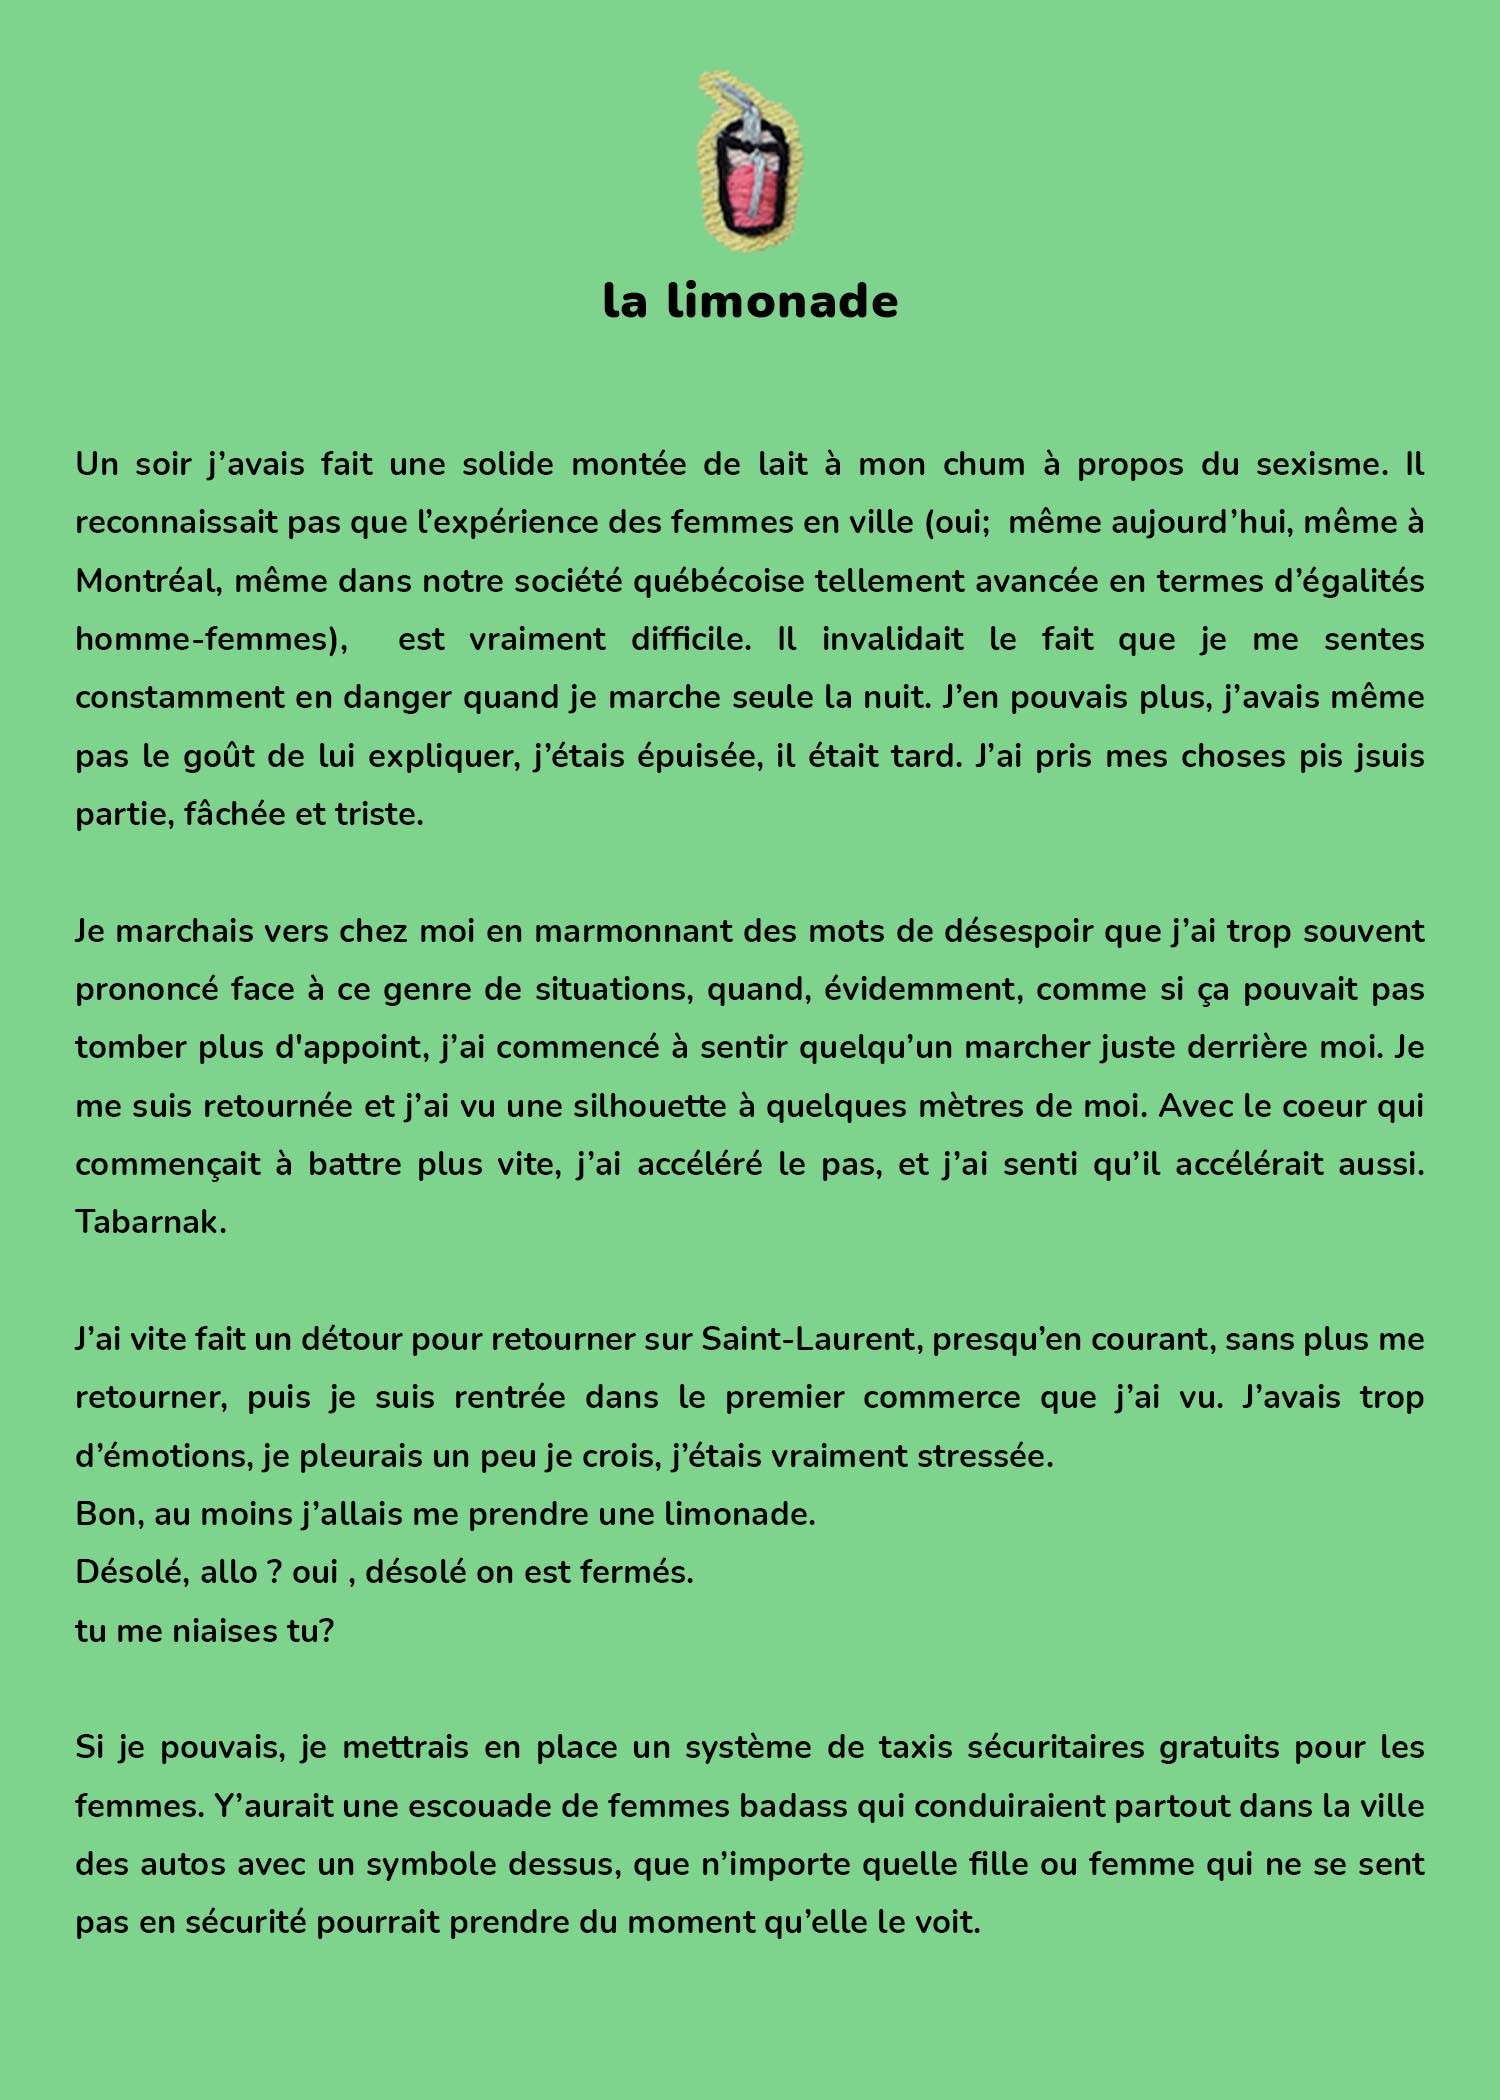 la limonade
Un soir j’avais fait une solide montée de lait à mon chum à propos du sexisme. Il
reconnaissait pas que l’expérience des femmes en ville (oui;  même aujourd’hui, même à
Montréal, même dans notre société québécoise tellement avancée en termes d’égalités
homme-femmes),  est vraiment difficile. Il invalidait le fait que je me sentes
constamment en danger quand je marche seule la nuit. J’en pouvais plus, j’avais même
pas le goût de lui expliquer, j’étais épuisée, il était tard. J’ai pris mes choses pis jsuis
partie, fâchée et triste.
Je marchais vers chez moi en marmonnant des mots de désespoir que j’ai trop souvent
prononcé face à ce genre de situations, quand, évidemment, comme si ça pouvait pas
tomber plus d'appoint, j’ai commencé à sentir quelqu’un marcher juste derrière moi. Je
me suis retournée et j’ai vu une silhouette à quelques mètres de moi. Avec le coeur qui
commençait à battre plus vite, j’ai accéléré le pas, et j’ai senti qu’il accélérait aussi.
Tabarnak.
J’ai vite fait un détour pour retourner sur Saint-Laurent, presqu’en courant, sans plus me
retourner, puis je suis rentrée dans le premier commerce que j’ai vu. J’avais trop
d’émotions, je pleurais un peu je crois, j’étais vraiment stressée.
Bon, au moins j’allais me prendre une limonade.
Désolé, allo ? oui , désolé on est fermés.
tu me niaises tu?
Si je pouvais, je mettrais en place un système de taxis sécuritaires gratuits pour les
femmes. Y’aurait une escouade de femmes badass qui conduiraient partout dans la ville
des autos avec un symbole dessus, que n’importe quelle fille ou femme qui ne se sent
pas en sécurité pourrait prendre du moment qu’elle le voit.